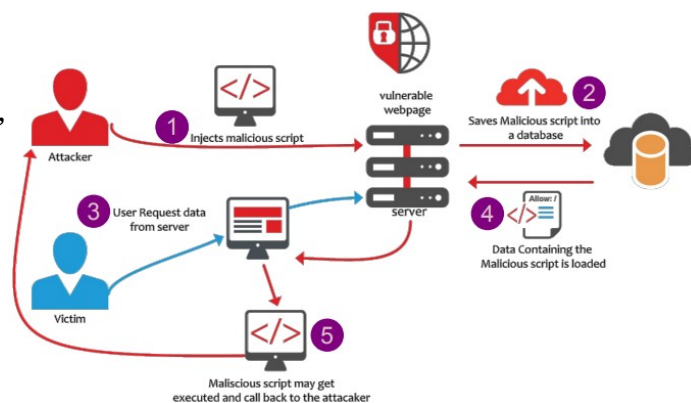 ,
</>
1
Injects malicious script
Attacker
vulnerable
webpage
server
2
Saves Malicious script into
a database
3
User Request data
from server
Victim
4
</>
Allow: /
Data Containing the
Malicious script is loaded
</>
5
Maliscious script may get
executed and call back to the attacaker